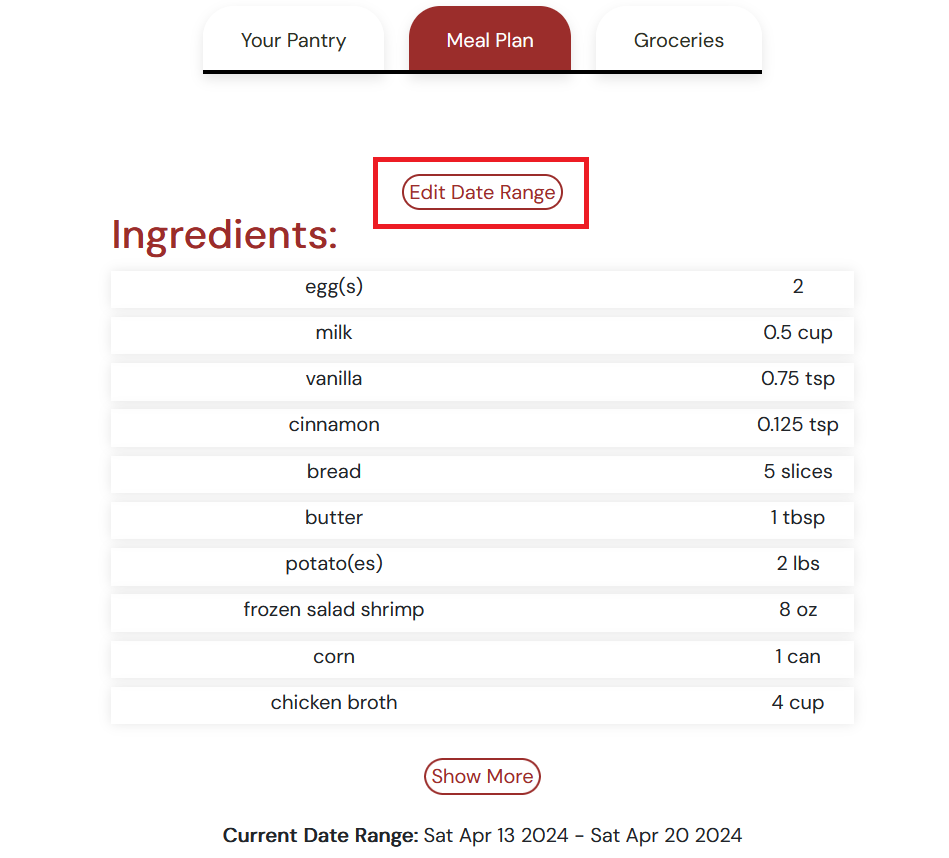 Your Pantry Meal Plan Groceries
Edit Date Range
Ingredients:
egg(s) 2
milk 0.5 cup
vanilla 0.75 tsp
cinnamon 0.125 tsp
bread 5 slices
butter 1 tbsp
potato(es) 2 lbs
frozen salad shrimp 8 oz
corn 1 can
chicken broth 4 cup
Show More
Current Date Range: Sat Apr 13 2024 - Sat Apr 20 2024